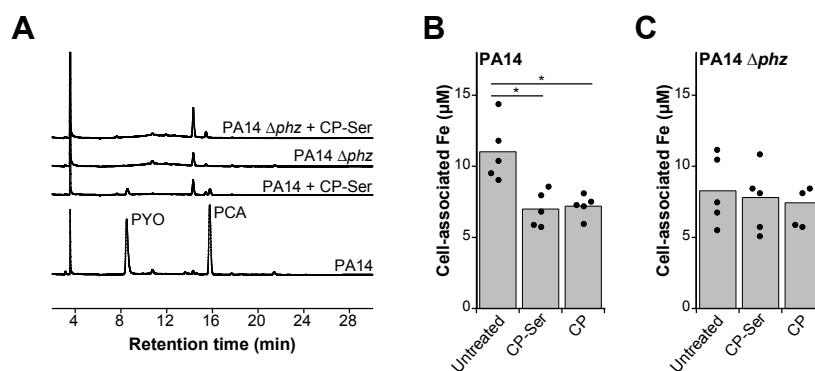 A
PA14 Δphz + CP-Ser
PA14 Δphz
PA14 + CP-Ser
PYO
PCA
PA14
4 8 12 16 20 24 28
Retention time (min)
B
PA14
Cell-associated Fe (µM)
15
10
5
0
*
*
Untreated
CP-Ser
CP
C
PA14 Δphz
Cell-associated Fe (µM)
15
10
5
0
Untreated
CP-Ser
CP